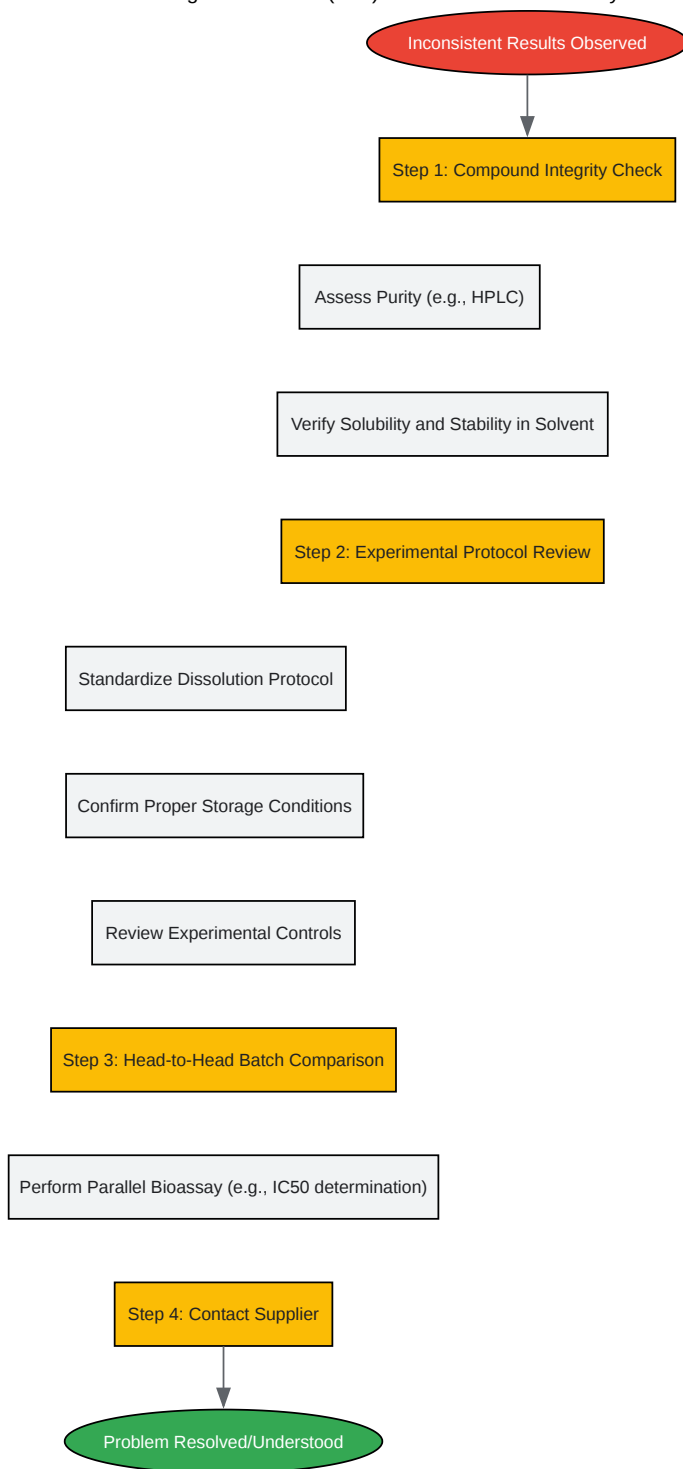 Inconsistent Results Observed
Step 1: Compound Integrity Check
Assess Purity (e.g., HPLC)
Verify Solubility and Stability in Solvent
Step 2: Experimental Protocol Review
Standardize Dissolution Protocol
Confirm Proper Storage Conditions
Review Experimental Controls
Step 3: Head-to-Head Batch Comparison
Perform Parallel Bioassay (e.g., IC50 determination)
Step 4: Contact Supplier
Problem Resolved/Understood